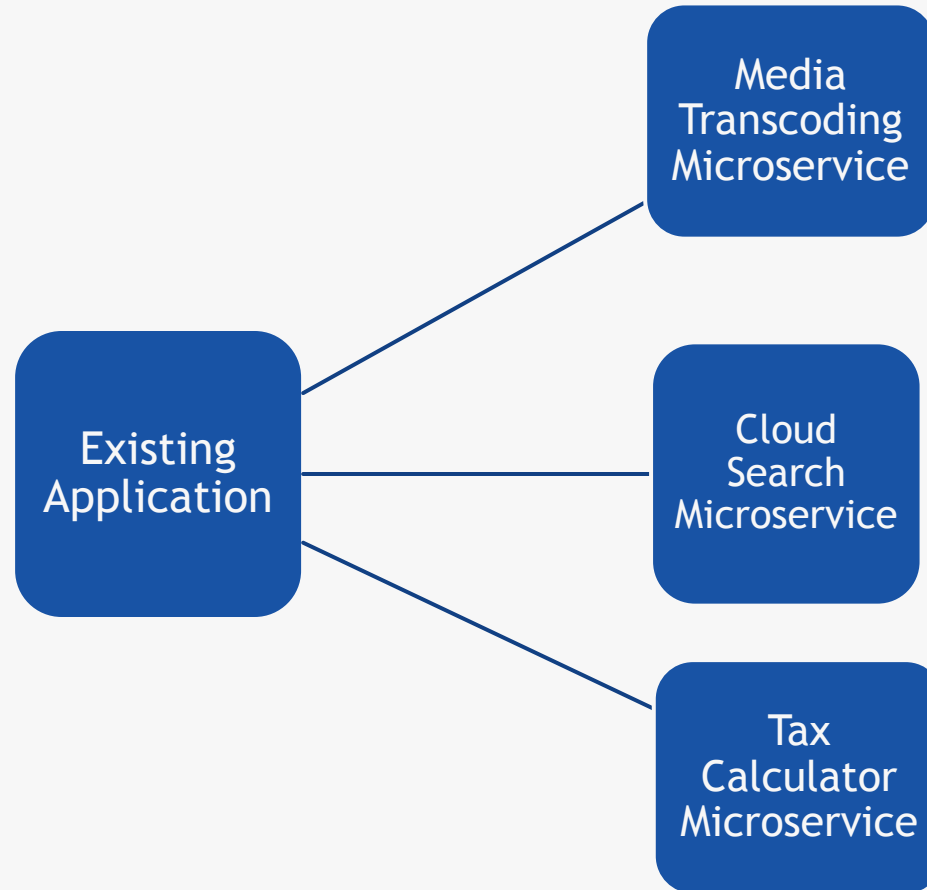 Media
Transcoding
Microservice
Existing
Application
Cloud
Search
Microservice
Tax
Calculator
Microservice